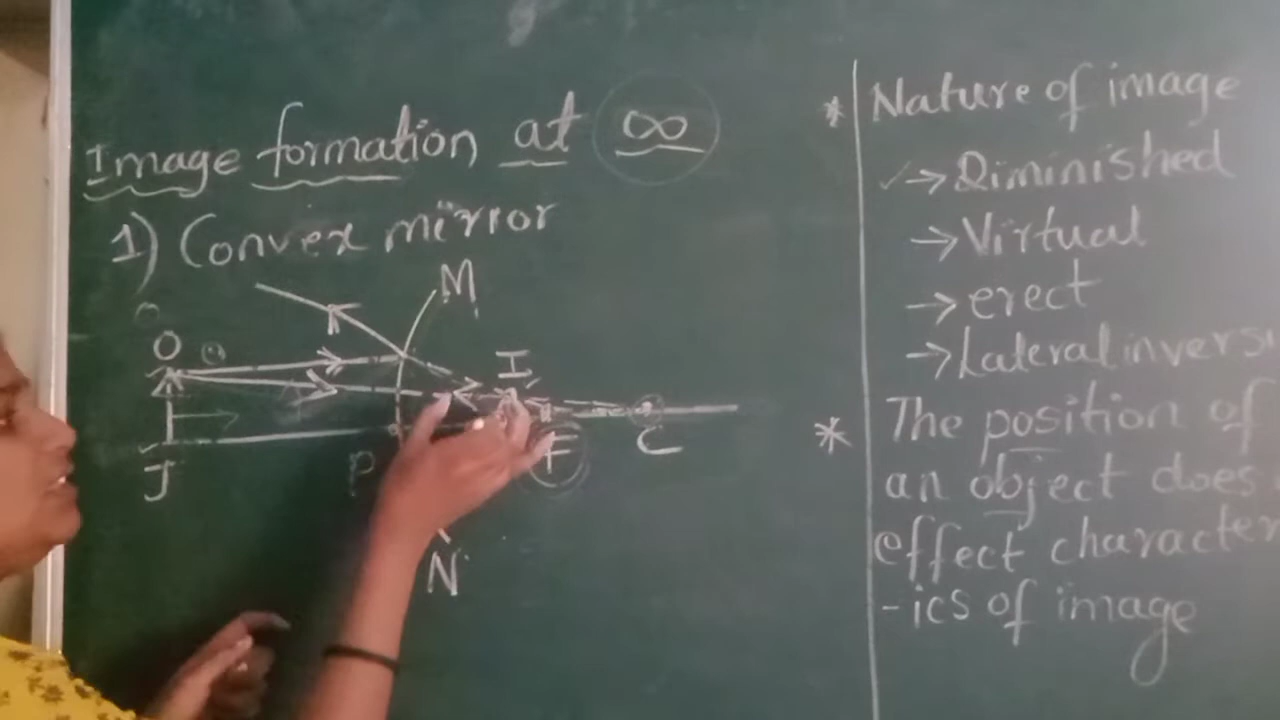 Image formation at ∞
1) Convex mirror
M
O
I
J
P
F
C
N
* Nature of image
→ Diminished
→ Virtual
→ erect
→ Lateral inversi
* The position of
an object does
effect character
-ics of image